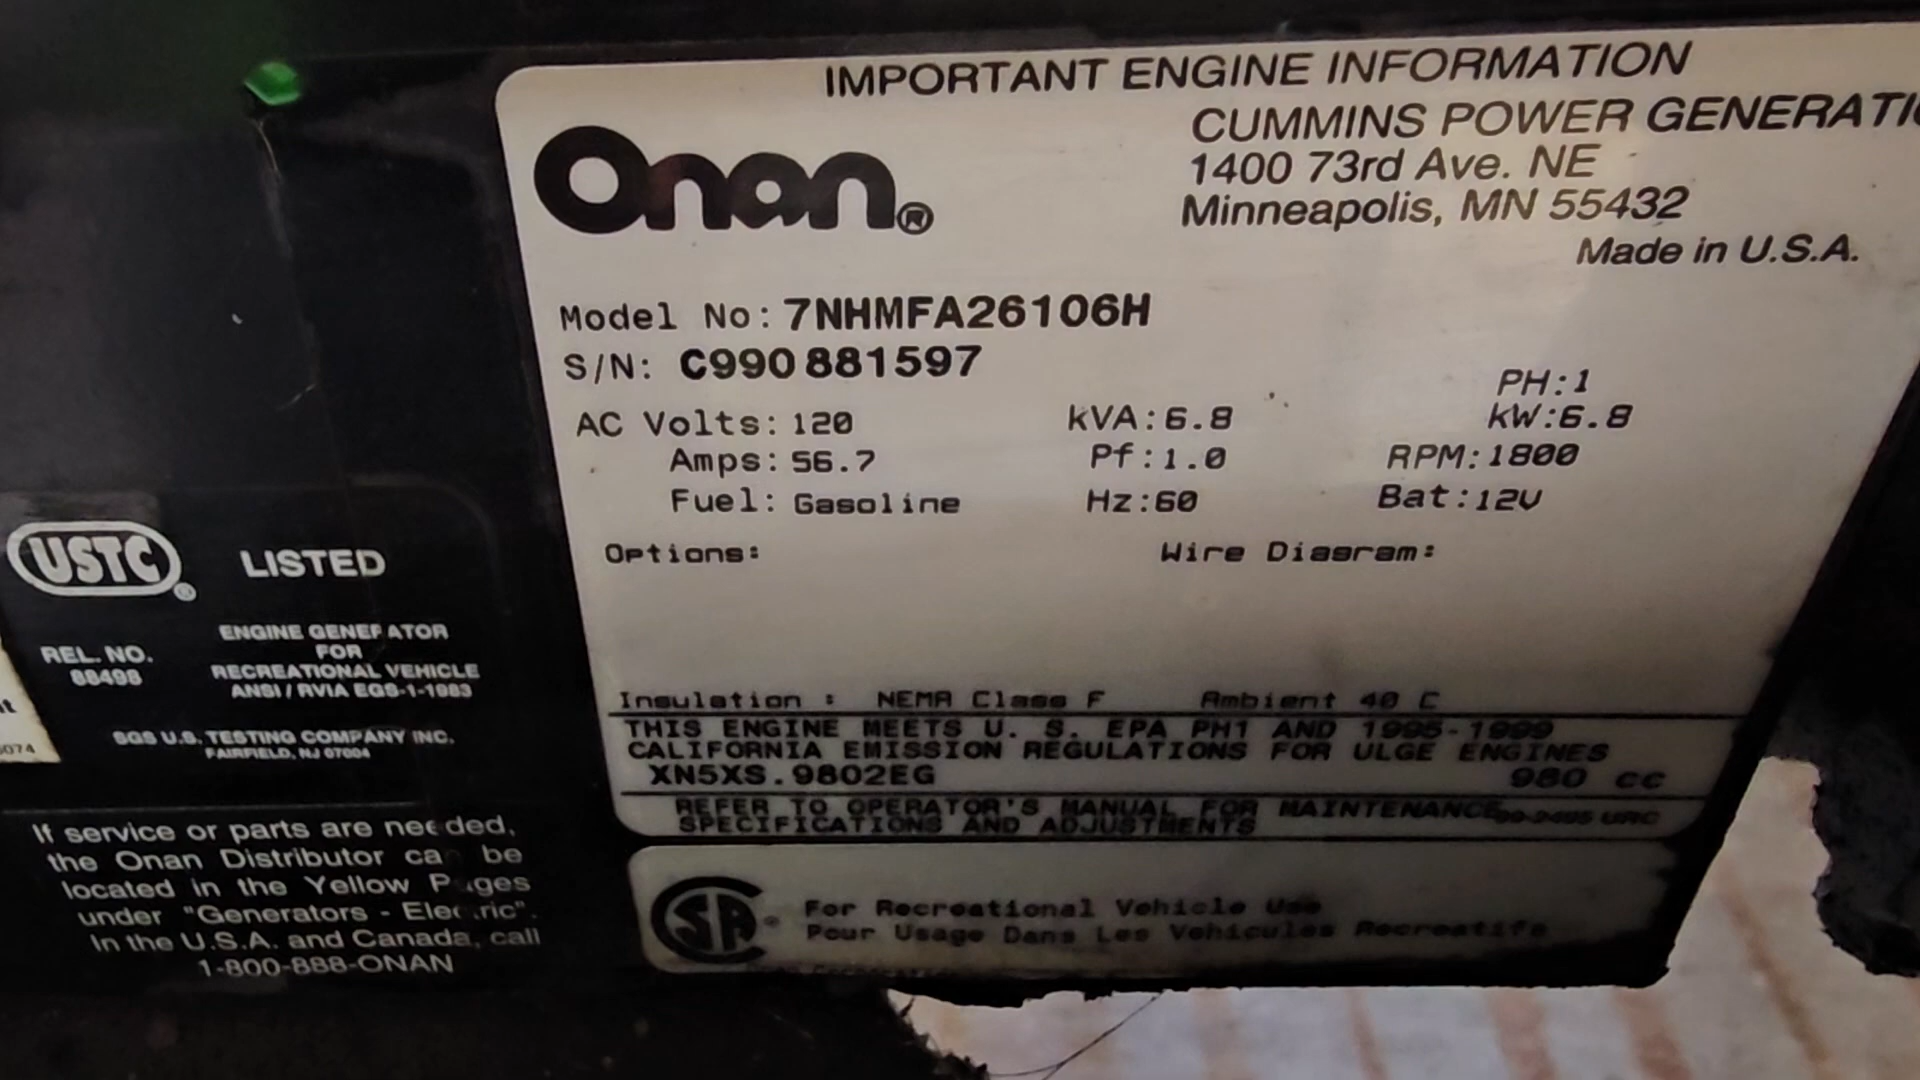 IMPORTANT ENGINE INFORMATION
Onan®
CUMMINS POWER GENERATIO
1400 73rd Ave. NE
Minneapolis, MN 55432
Made in U.S.A.
Model No: 7NHMFA26106H
S/N: C990881597
PH:1
AC Volts: 120 kVA:6.8 kW:6.8
Amps: 56.7 Pf:1.0 RPM:1800
Fuel: Gasoline Hz:60 Bat:12V
Options: Wire Diagram:
Insulation : NEMA Class F Ambient 40 C
THIS ENGINE MEETS U. S. EPA PH1 AND 1995-1999
CALIFORNIA EMISSION REGULATIONS FOR ULGE ENGINES
XN5XS.9802EG 980 cc
REFER TO OPERATOR'S MANUAL FOR MAINTENANCE
SPECIFICATIONS AND ADJUSTMENTS
SA®
For Recreational Vehicle Use
Pour Usage Dans Les Vehicules Recreatifs
USTC® LISTED
REL. NO.
88498
ENGINE GENERATOR
FOR
RECREATIONAL VEHICLE
ANSI / RVIA EGS-1-1983
SGS U.S. TESTING COMPANY INC.
FAIRFIELD, NJ 07004
If service or parts are needed,
the Onan Distributor ca be
located in the Yellow Pages
under "Generators - Electric".
In the U.S.A. and Canada, call
1-800-888-ONAN